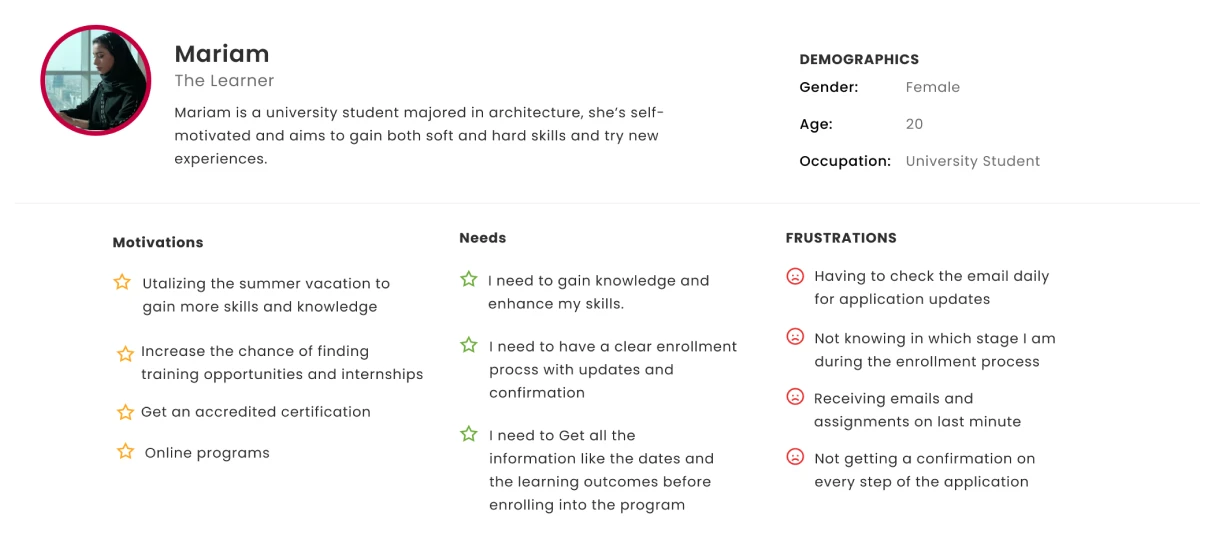 Mariam
The Learner
Mariam is a university student majored in architecture, she's self-
motivated and aims to gain both soft and hard skills and try new
experiences.
DEMOGRAPHICS
Gender: Female
Age: 20
Occupation: University Student
Motivations
Utalizing the summer vacation to
gain more skills and knowledge
Increase the chance of finding
training opportunities and internships
Get an accredited certification
Online programs
Needs
I need to gain knowledge and
enhance my skills.
I need to have a clear enrollment
procss with updates and
confirmation
I need to Get all the
information like the dates and
the learning outcomes before
enrolling into the program
FRUSTRATIONS
Having to check the email daily
for application updates
Not knowing in which stage I am
during the enrollment process
Receiving emails and
assignments on last minute
Not getting a confirmation on
every step of the application